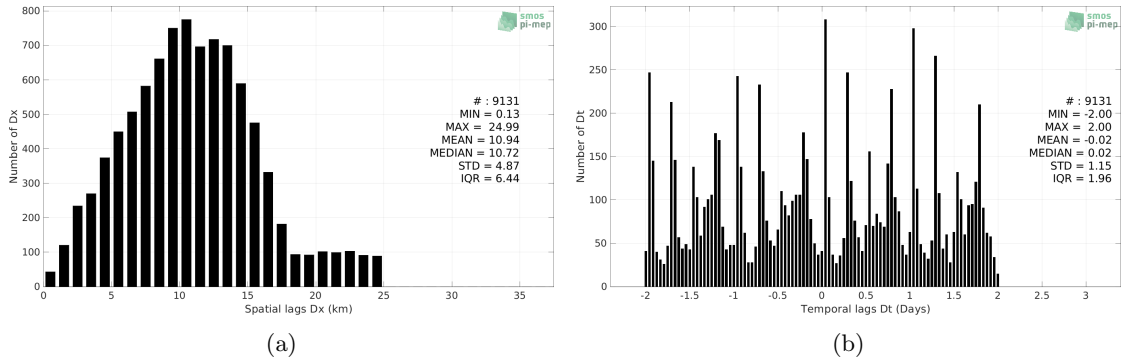 800
700
600
500
400
300
200
100
0
Number of Dx
0 5 10 15 20 25 30 35
Spatial lags Dx (km)
smos
pi-mep
# : 9131
MIN = 0.13
MAX = 24.99
MEAN = 10.94
MEDIAN = 10.72
STD = 4.87
IQR = 6.44
(a)
300
250
200
150
100
50
0
Number of Dt
-2 -1.5 -1 -0.5 0 0.5 1 1.5 2 2.5 3
Temporal lags Dt (Days)
smos
pi-mep
# : 9131
MIN = -2.00
MAX = 2.00
MEAN = -0.02
MEDIAN = 0.02
STD = 1.15
IQR = 1.96
(b)